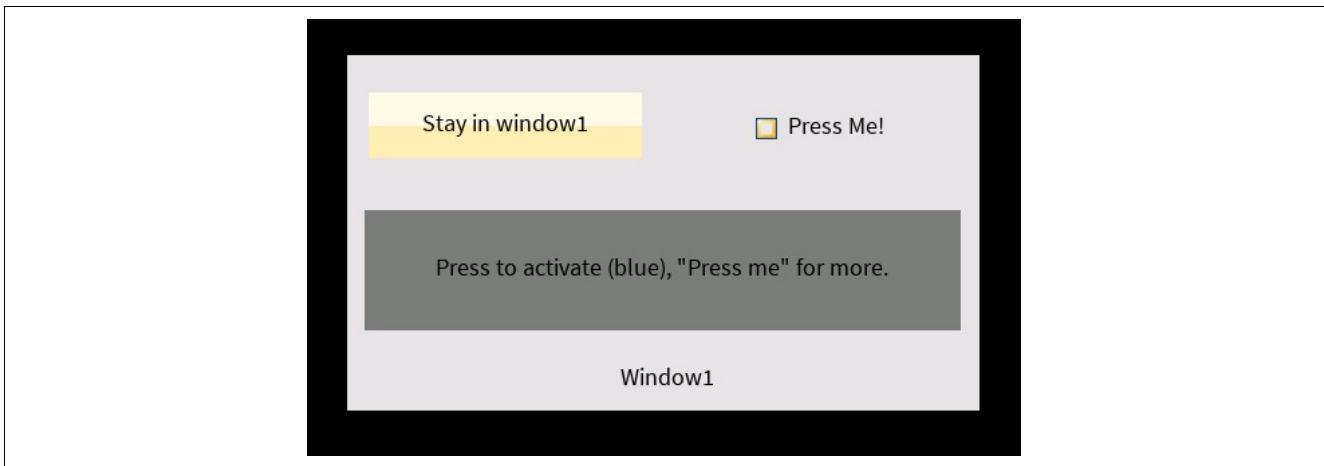 Stay in window1
Press Me!
Press to activate (blue), "Press me" for more.
Window1